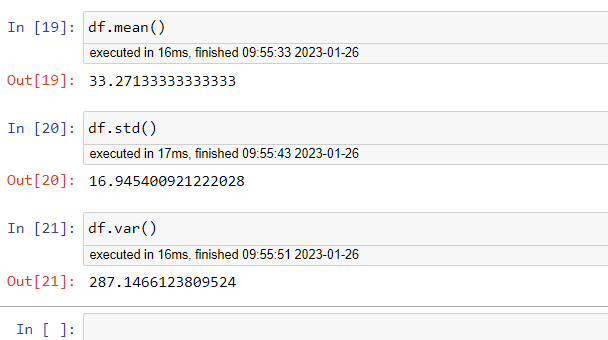 In [19]: df.mean()
executed in 16ms, finished 09:55:33 2023-01-26
Out[19]: 33.27133333333333
In [20]: df.std()
executed in 17ms, finished 09:55:43 2023-01-26
Out[20]: 16.945400921222028
In [21]: df.var()
executed in 16ms, finished 09:55:51 2023-01-26
Out[21]: 287.1466123809524
In [ ]: